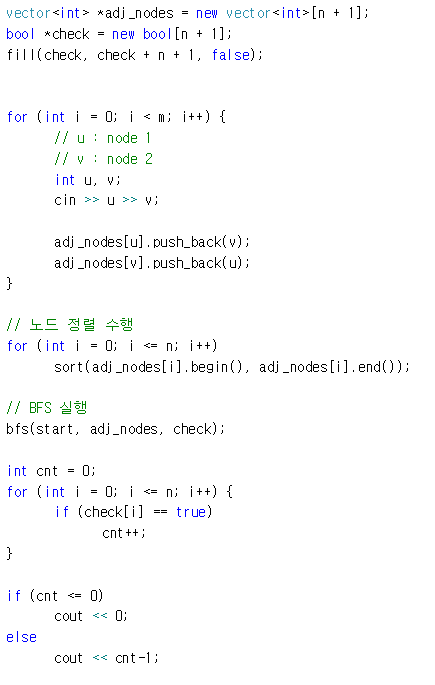 vector<int> *adj_nodes = new vector<int>[n + 1];
bool *check = new bool[n + 1];
fill(check, check + n + 1, false);
for (int i = 0; i < m; i++) {
// u : node 1
// v : node 2
int u, v;
cin >> u >> v;
adj_nodes[u].push_back(v);
adj_nodes[v].push_back(u);
}
// 노드 정렬 수행
for (int i = 0; i <= n; i++)
sort(adj_nodes[i].begin(), adj_nodes[i].end());
// BFS 실행
bfs(start, adj_nodes, check);
int cnt = 0;
for (int i = 0; i <= n; i++) {
if (check[i] == true)
cnt++;
}
if (cnt <= 0)
cout << 0;
else
cout << cnt-1;